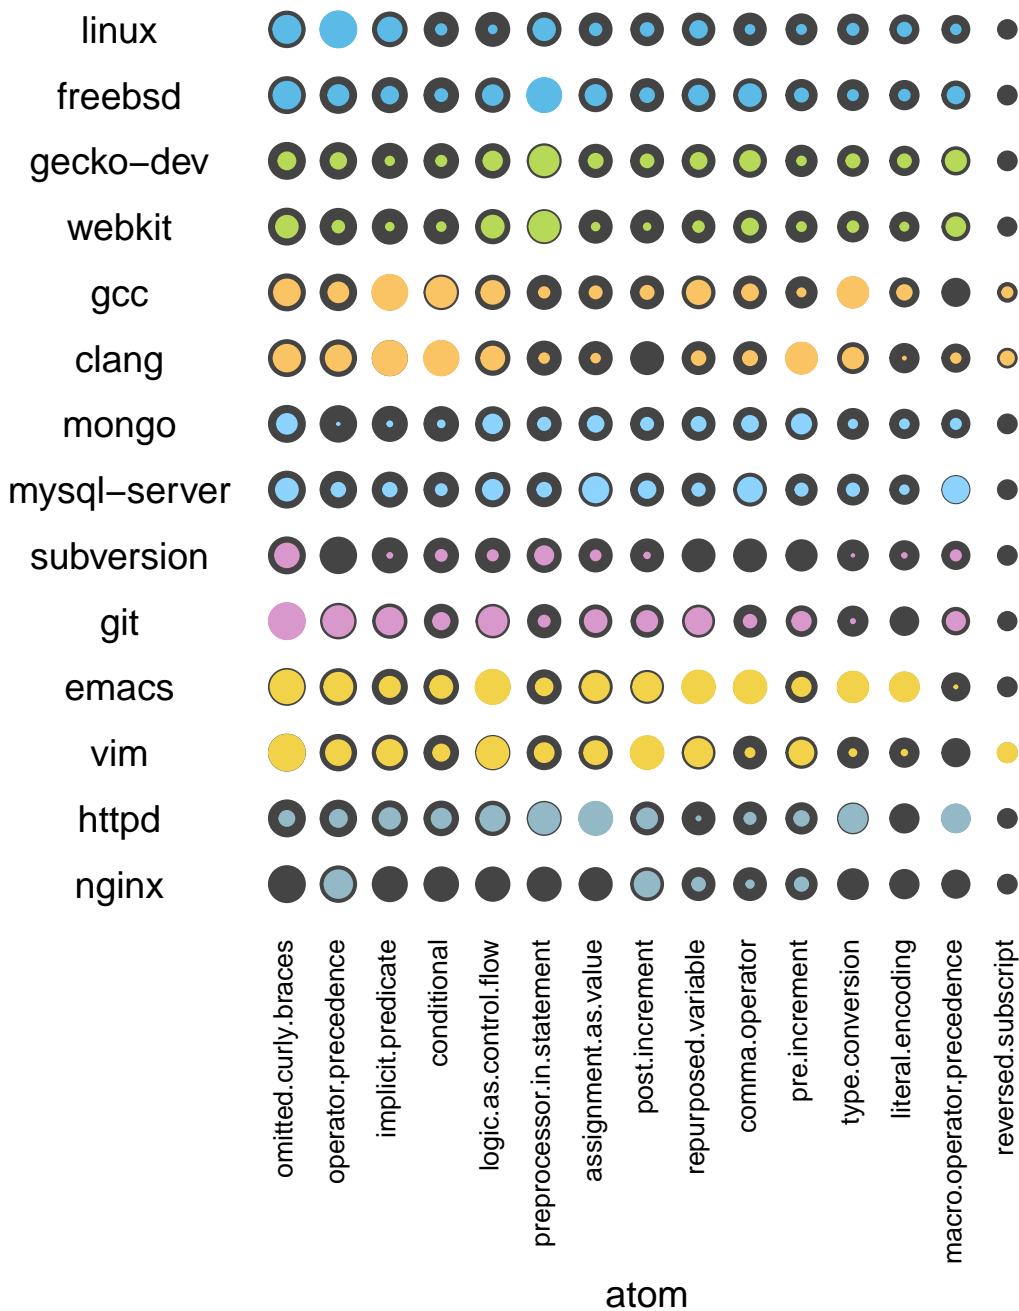 linux
freebsd
gecko−dev
webkit
gcc
clang
mongo
mysql−server
subversion
git
emacs
vim
httpd
nginx
omitted.curly.braces
operator.precedence
implicit.predicate
conditional
logic.as.control.flow
preprocessor.in.statement
assignment.as.value
post.increment
repurposed.variable
comma.operator
pre.increment
type.conversion
literal.encoding
macro.operator.precedence
reversed.subscript
atom